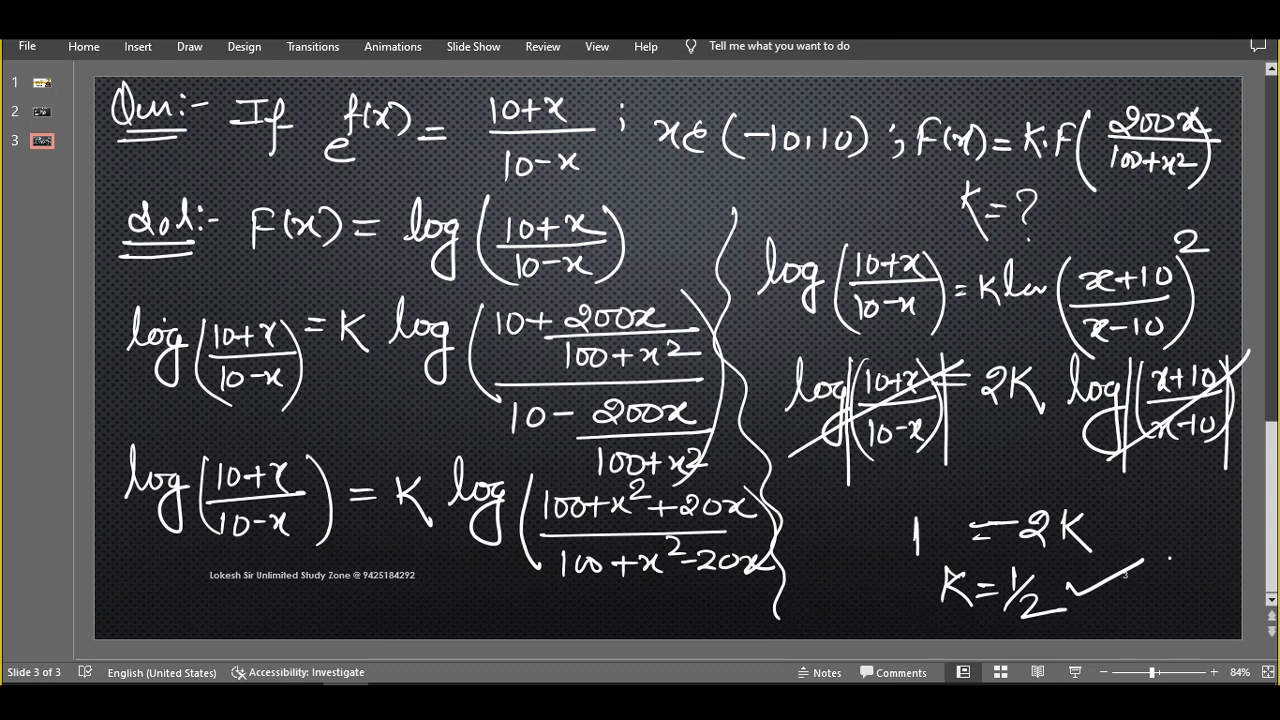 File Home Insert Draw Design Transitions Animations Slide Show Review View Help Tell me what you want to do
1
2
3
Qus:- If e^f(x) = (10+x)/(10-x) ; x∈(-10,10) ; F(x) = K.F(200x/(100+x²))
K=?
Sol:- F(x) = log((10+x)/(10-x))
log((10+x)/(10-x)) = K log((10+200x/(100+x²))/(10-200x/(100+x²)))
log((10+x)/(10-x)) = K log((100+x²+20x)/(100+x²-20x))
log((10+x)/(10-x)) = K ((x+10)/(x-10))²
log|(10+x)/(10-x)| = 2K log|(x+10)/(x-10)|
1 = 2K
K = 1/2 ✓
Lokesh Sir Unlimited Study Zone @ 9425184292
3
Slide 3 of 3 English (United States) Accessibility: Investigate Notes Comments 84%